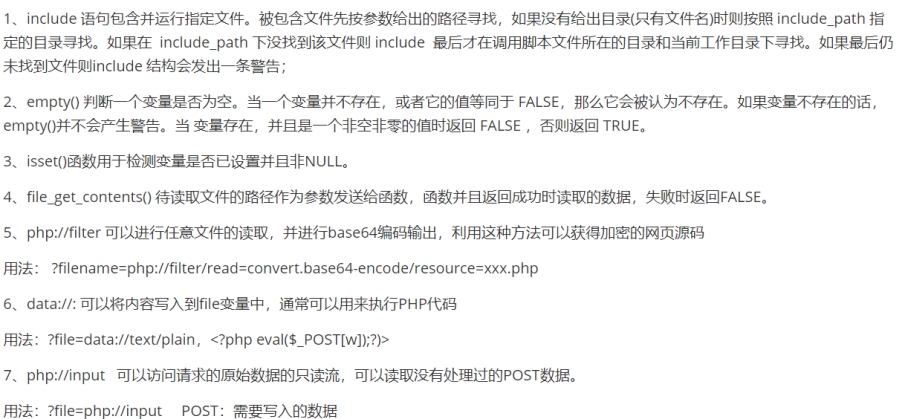 1、include 语句包含并运行指定文件。被包含文件先按参数给出的路径寻找，如果没有给出目录(只有文件名)时则按照 include_path 指
定的目录寻找。如果在 include_path 下没找到该文件则 include 最后才在调用脚本文件所在的目录和当前工作目录下寻找。如果最后仍
未找到文件则include 结构会发出一条警告；
2、empty() 判断一个变量是否为空。当一个变量并不存在，或者它的值等同于 FALSE，那么它会被认为不存在。如果变量不存在的话，
empty()并不会产生警告。当 变量存在，并且是一个非空非零的值时返回 FALSE ，否则返回 TRUE。
3、isset()函数用于检测变量是否已设置并且非NULL。
4、file_get_contents() 待读取文件的路径作为参数发送给函数，函数并且返回成功时读取的数据，失败时返回FALSE。
5、php://filter 可以进行任意文件的读取，并进行base64编码输出，利用这种方法可以获得加密的网页源码
用法： ?filename=php://filter/read=convert.base64-encode/resource=xxx.php
6、data://: 可以将内容写入到file变量中，通常可以用来执行PHP代码
用法：?file=data://text/plain，<?php eval($_POST[w]);?)>
7、php://input 可以访问请求的原始数据的只读流，可以读取没有处理过的POST数据。
用法：?file=php://input POST：需要写入的数据